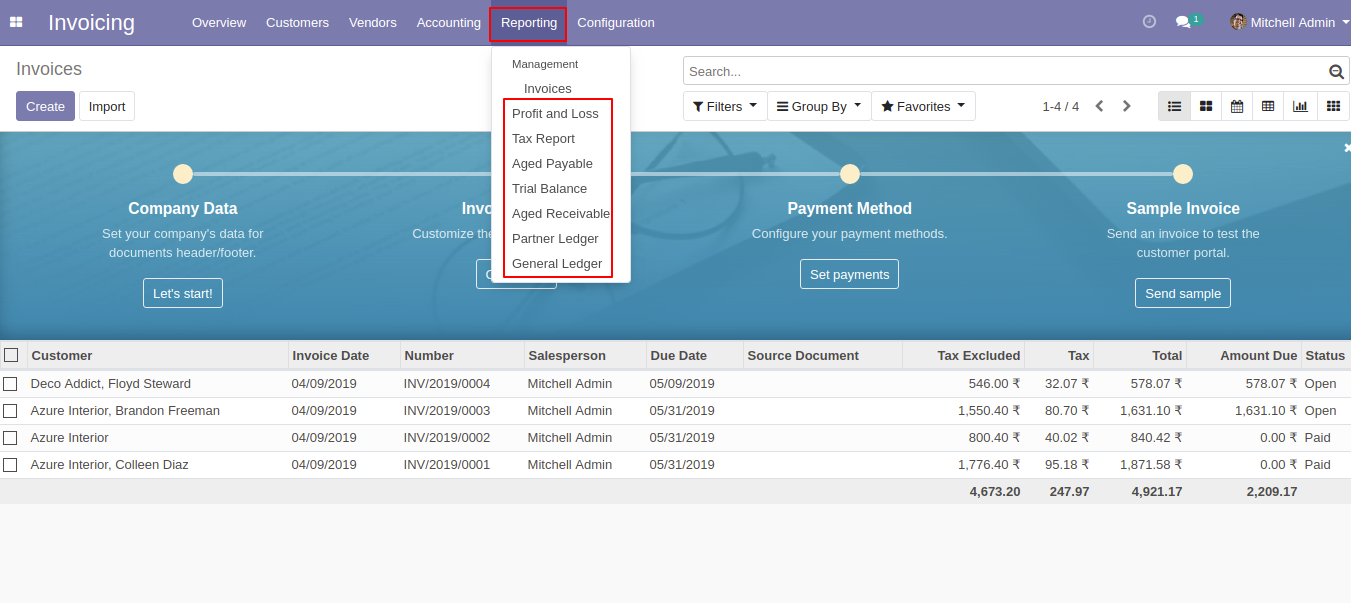 Invoicing Overview Customers Vendors Accounting Reporting Configuration 1 Mitchell Admin
Invoices
Search...
Create Import
Filters Group By Favorites 1-4 / 4
Management
Invoices
Profit and Loss
Tax Report
Aged Payable
Trial Balance
Aged Receivable
Partner Ledger
General Ledger
Company Data
Set your company's data for
documents header/footer.
Let's start!
Invo
Customize the
Payment Method
Configure your payment methods.
Set payments
Sample Invoice
Send an invoice to test the
customer portal.
Send sample
Customer Invoice Date Number Salesperson Due Date Source Document Tax Excluded Tax Total Amount Due Status
Deco Addict, Floyd Steward 04/09/2019 INV/2019/0004 Mitchell Admin 05/09/2019 546.00 ₹ 32.07 ₹ 578.07 ₹ 578.07 ₹ Open
Azure Interior, Brandon Freeman 04/09/2019 INV/2019/0003 Mitchell Admin 05/31/2019 1,550.40 ₹ 80.70 ₹ 1,631.10 ₹ 1,631.10 ₹ Open
Azure Interior 04/09/2019 INV/2019/0002 Mitchell Admin 05/31/2019 800.40 ₹ 40.02 ₹ 840.42 ₹ 0.00 ₹ Paid
Azure Interior, Colleen Diaz 04/09/2019 INV/2019/0001 Mitchell Admin 05/31/2019 1,776.40 ₹ 95.18 ₹ 1,871.58 ₹ 0.00 ₹ Paid
4,673.20 247.97 4,921.17 2,209.17